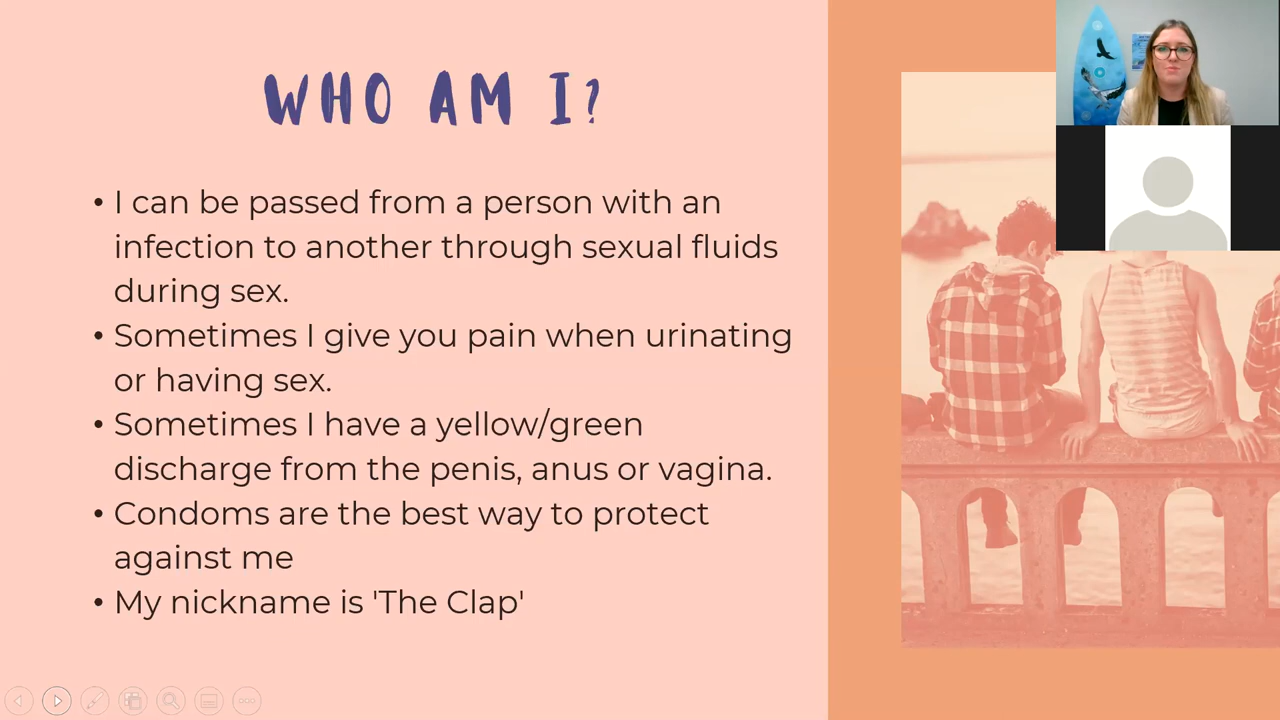 WHO AM I?
• I can be passed from a person with an
infection to another through sexual fluids
during sex.
• Sometimes I give you pain when urinating
or having sex.
• Sometimes I have a yellow/green
discharge from the penis, anus or vagina.
• Condoms are the best way to protect
against me
• My nickname is 'The Clap'